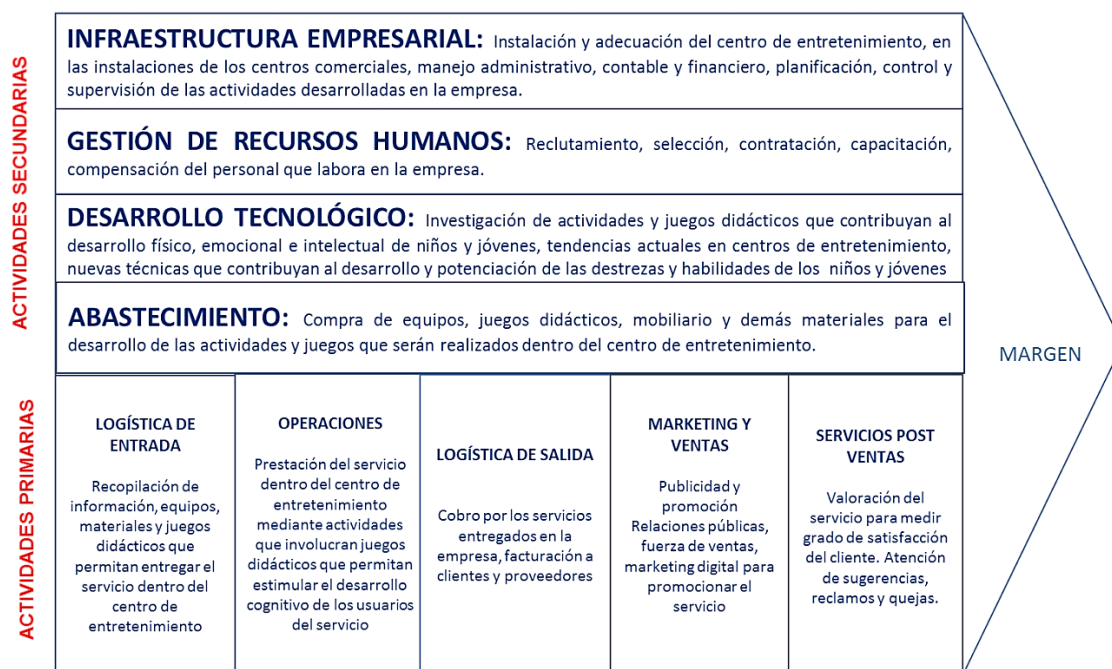 ACTIVIDADES SECUNDARIAS
INFRAESTRUCTURA EMPRESARIAL: Instalación y adecuación del centro de entretenimiento, en
las instalaciones de los centros comerciales, manejo administrativo, contable y financiero, planificación, control y
supervisión de las actividades desarrolladas en la empresa.
GESTIÓN DE RECURSOS HUMANOS: Reclutamiento, selección, contratación, capacitación,
compensación del personal que labora en la empresa.
DESARROLLO TECNOLÓGICO: Investigación de actividades y juegos didácticos que contribuyan al
desarrollo físico, emocional e intelectual de niños y jóvenes, tendencias actuales en centros de entretenimiento,
nuevas técnicas que contribuyan al desarrollo y potenciación de las destrezas y habilidades de los niños y jóvenes
ABASTECIMIENTO: Compra de equipos, juegos didácticos, mobiliario y demás materiales para el
desarrollo de las actividades y juegos que serán realizados dentro del centro de entretenimiento.
MARGEN
ACTIVIDADES PRIMARIAS
LOGÍSTICA DE
ENTRADA
Recopilación de
información, equipos,
materiales y juegos
didácticos que
permitan entregar el
servicio dentro del
centro de
entretenimiento
OPERACIONES
Prestación del servicio
dentro del centro de
entretenimiento
mediante actividades
que involucran juegos
didácticos que permitan
estimular el desarrollo
cognitivo de los usuarios
del servicio
LOGÍSTICA DE SALIDA
Cobro por los servicios
entregados en la
empresa, facturación a
clientes y proveedores
MARKETING Y
VENTAS
Publicidad y
promoción
Relaciones públicas,
fuerza de ventas,
marketing digital para
promocionar el
servicio
SERVICIOS POST
VENTAS
Valoración del
servicio para medir
grado de satisfacción
del cliente. Atención
de sugerencias,
reclamos y quejas.